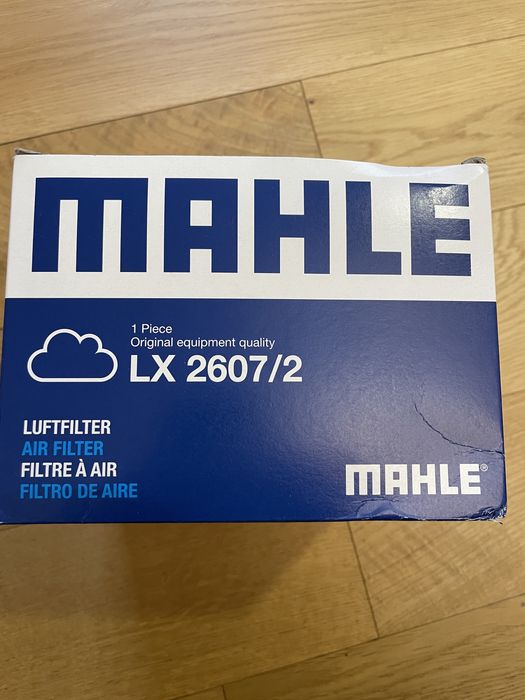 MAHLE
1 Piece
Original equipment quality
LX 2607/2
LUFTFILTER
AIR FILTER
FILTRE À AIR
FILTRO DE AIRE
MAHLE®